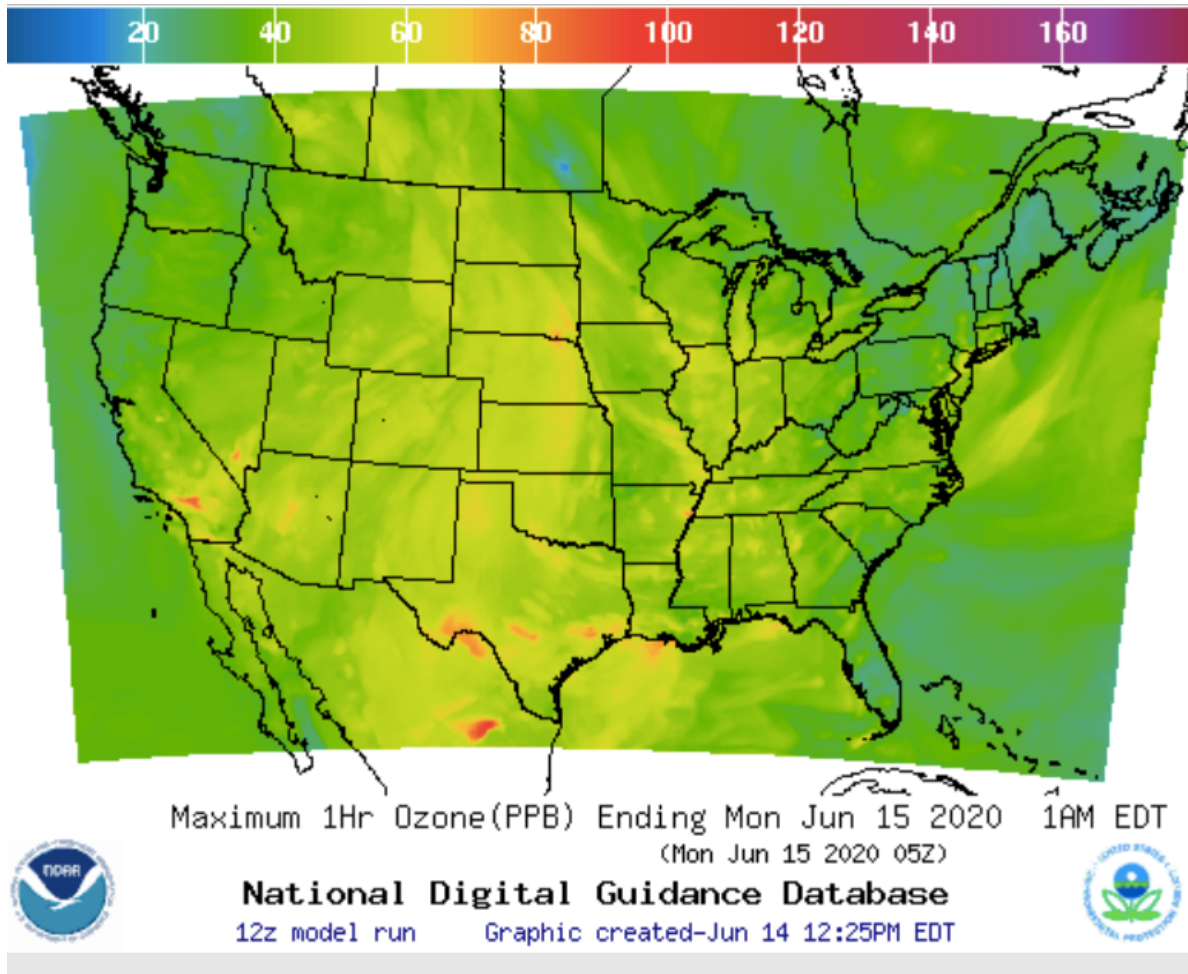 20 40 60 80 100 120 140 160
Maximum 1Hr Ozone(PPB) Ending Mon Jun 15 2020 1AM EDT
(Mon Jun 15 2020 05Z)
NOAA
National Digital Guidance Database
12z model run Graphic created-Jun 14 12:25PM EDT